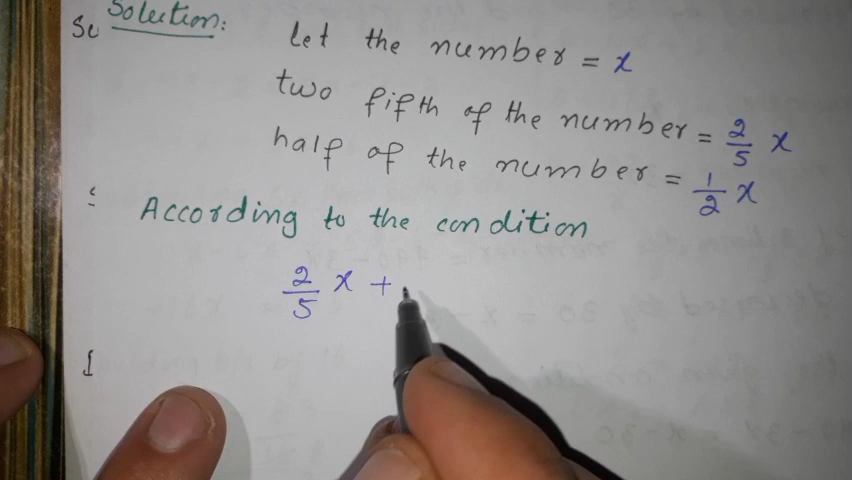 Solution:
let the number = x
two fifth of the number = 2/5 x
half of the number = 1/2 x
According to the condition
2/5 x +